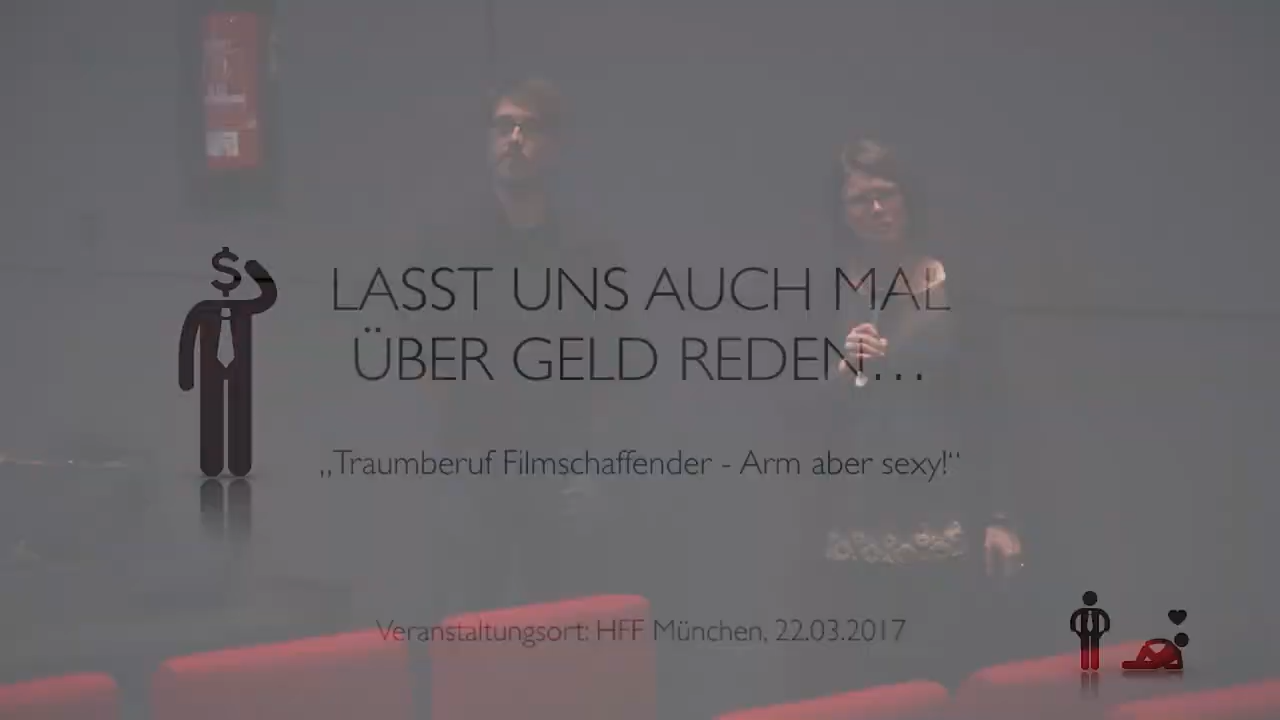 LASST UNS AUCH MAL
ÜBER GELD REDEN...
„Traumberuf Filmschaffender - Arm aber sexy!“
Veranstaltungsort: HFF München, 22.03.2017